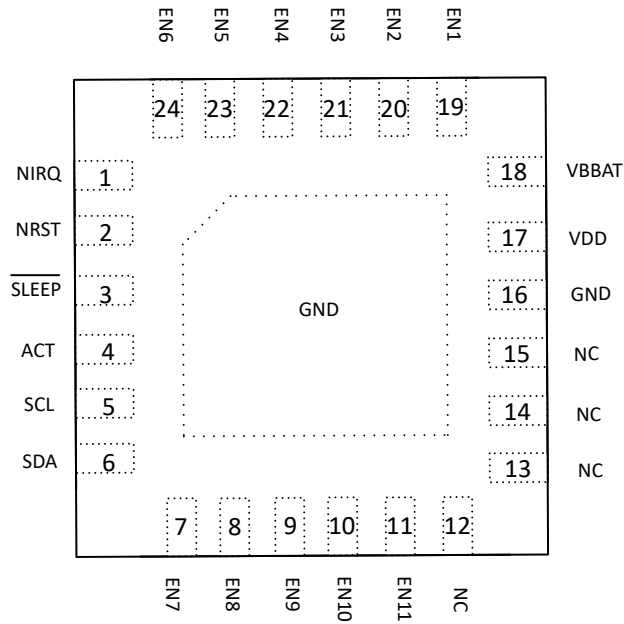 EN6 EN5 EN4 EN3 EN2 EN1
24 23 22 21 20 19
NIRQ 1 18 VBBAT
NRST 2 17 VDD
SLEEP 3 GND 16 GND
ACT 4 15 NC
SCL 5 14 NC
SDA 6 13 NC
7 8 9 10 11 12
EN7 EN8 EN9 EN10 EN11 NC